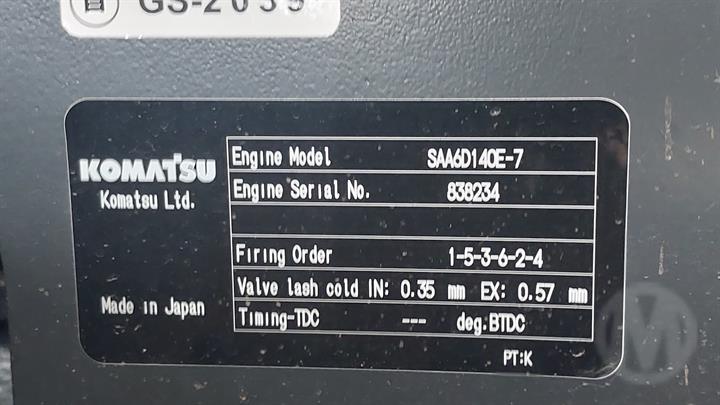 GS-2035
KOMATSU
Komatsu Ltd.
Engine Model SAA6D140E-7
Engine Serial No. 838234
Firing Order 1-5-3-6-2-4
Valve lash cold IN: 0.35 mm EX: 0.57 mm
Timing-TDC --- deg.BTDC
Made in Japan
PT:K
M